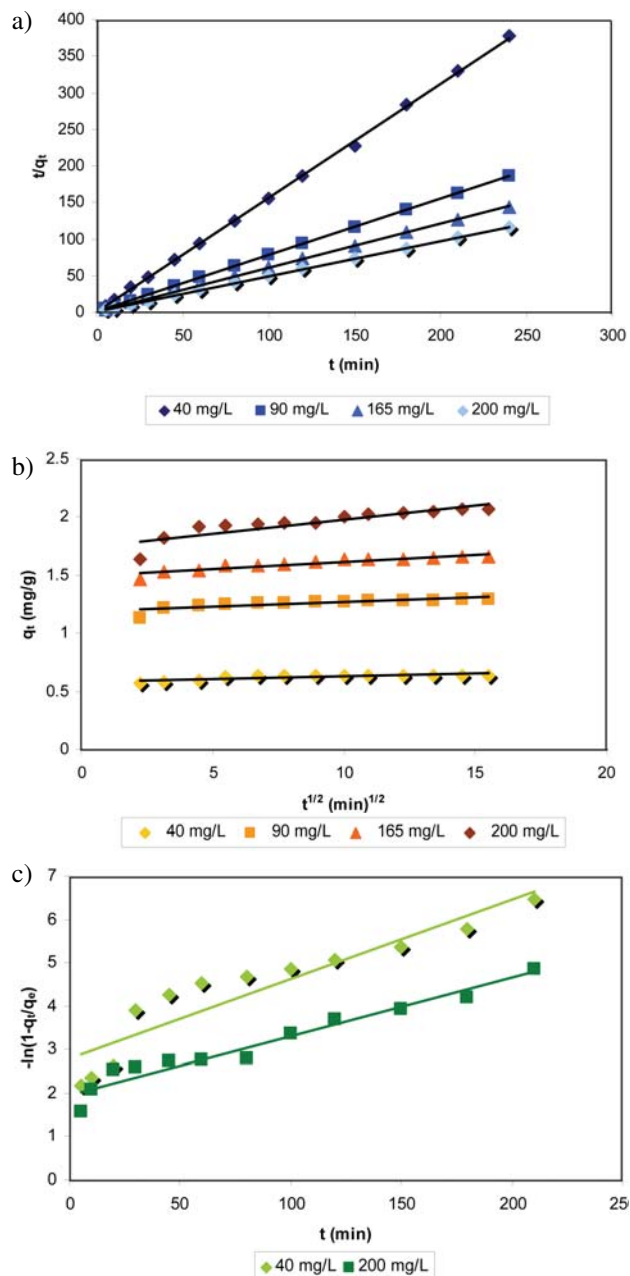 a)
400
350
300
250
200
150
100
50
0
t/qt
0 50 100 150 200 250 300
t (min)
40 mg/L 90 mg/L 165 mg/L 200 mg/L
b)
2.5
2
1.5
1
0.5
0
qt (mg/g)
0 5 10 15 20
t1/2 (min)1/2
40 mg/L 90 mg/L 165 mg/L 200 mg/L
c)
7
6
5
4
3
2
1
0
-ln(1-qt/qe)
0 50 100 150 200 250
t (min)
40 mg/L 200 mg/L